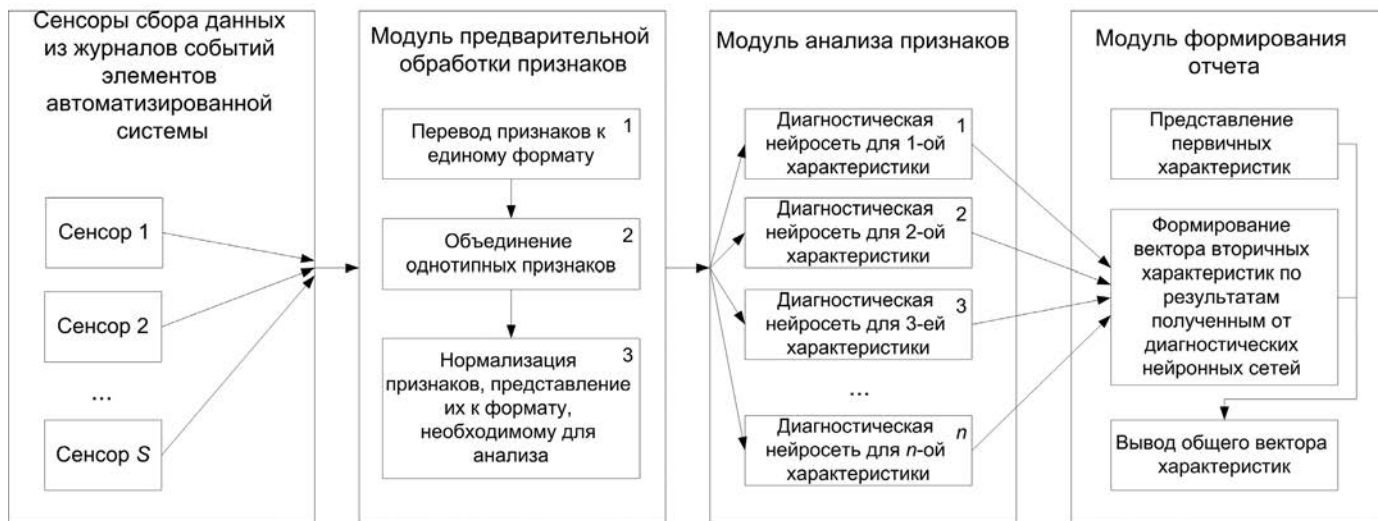 Сенсоры сбора данных
из журналов событий
элементов
автоматизированной
системы
Сенсор 1
Сенсор 2
...
Сенсор S
Модуль предварительной
обработки признаков
1
Перевод признаков к
единому формату
2
Объединение
однотипных признаков
3
Нормализация
признаков, представление
их к формату,
необходимому для
анализа
Модуль анализа признаков
Диагностическая 1
нейросеть для 1-ой
характеристики
Диагностическая 2
нейросеть для 2-ой
характеристики
Диагностическая 3
нейросеть для 3-ей
характеристики
...
Диагностическая n
нейросеть для n-ой
характеристики
Модуль формирования
отчета
Представление
первичных
характеристик
Формирование
вектора вторичных
характеристик по
результатам
полученным от
диагностических
нейронных сетей
Вывод общего вектора
характеристик